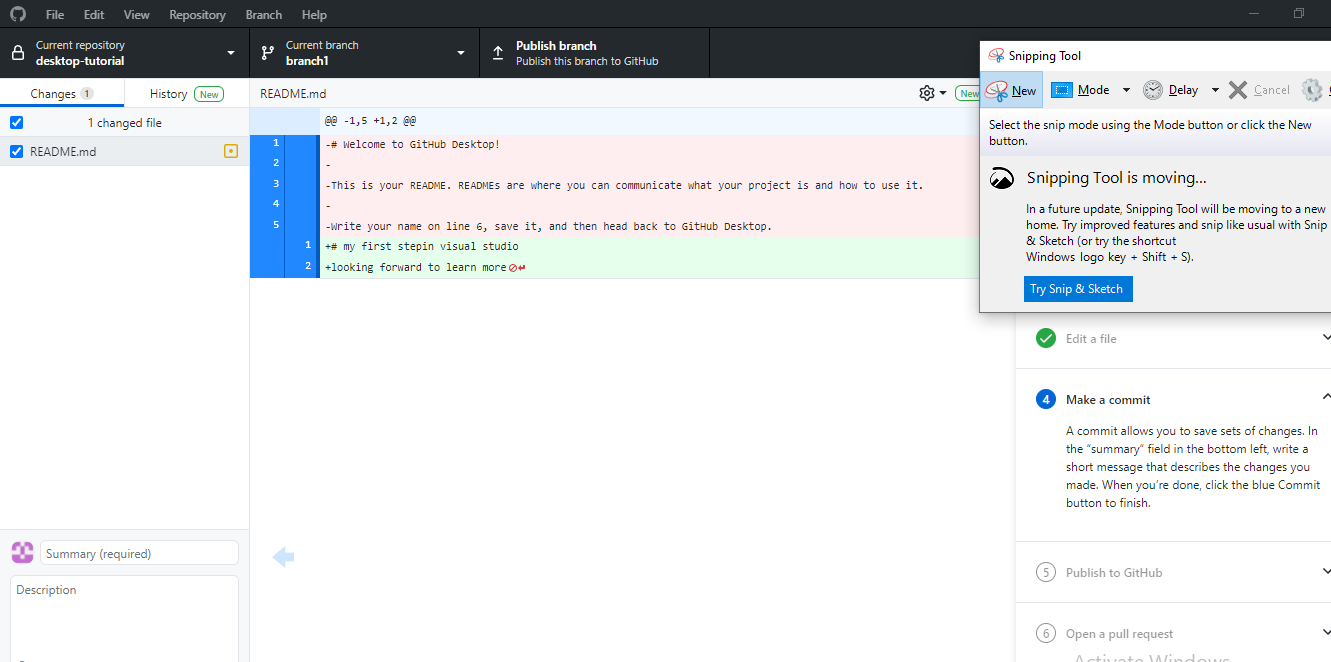 File Edit View Repository Branch Help
Current repository
desktop-tutorial
Current branch
branch1
Publish branch
Publish this branch to GitHub
Changes 1 History New
README.md
New
1 changed file
README.md
@@ -1,5 +1,2 @@
1 -# Welcome to GitHub Desktop!
2 -
3 -This is your README. READMEs are where you can communicate what your project is and how to use it.
4 -
5 -Write your name on line 6, save it, and then head back to GitHub Desktop.
1 +# my first stepin visual studio
2 +looking forward to learn more
Summary (required)
Description
Snipping Tool
New Mode Delay Cancel
Select the snip mode using the Mode button or click the New
button.
Snipping Tool is moving...
In a future update, Snipping Tool will be moving to a new
home. Try improved features and snip like usual with Snip
& Sketch (or try the shortcut
Windows logo key + Shift + S).
Try Snip & Sketch
Edit a file
4 Make a commit
A commit allows you to save sets of changes. In
the “summary” field in the bottom left, write a
short message that describes the changes you
made. When you’re done, click the blue Commit
button to finish.
5 Publish to GitHub
6 Open a pull request
Activate Windows